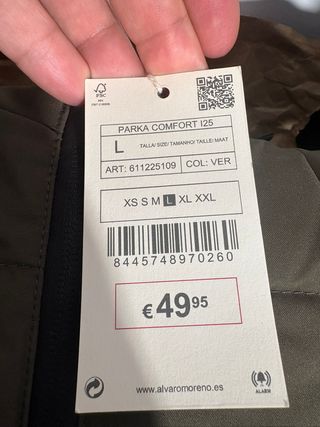 FSC
PARKA COMFORT I25
L TALLA/ SIZE/ TAMANHO/ TAILLE/ MAAT
ART: 611225109 COL: VER
XS S M L XL XXL
8445748970260
€ 49 95
www.alvaromoreno.es
ALARM